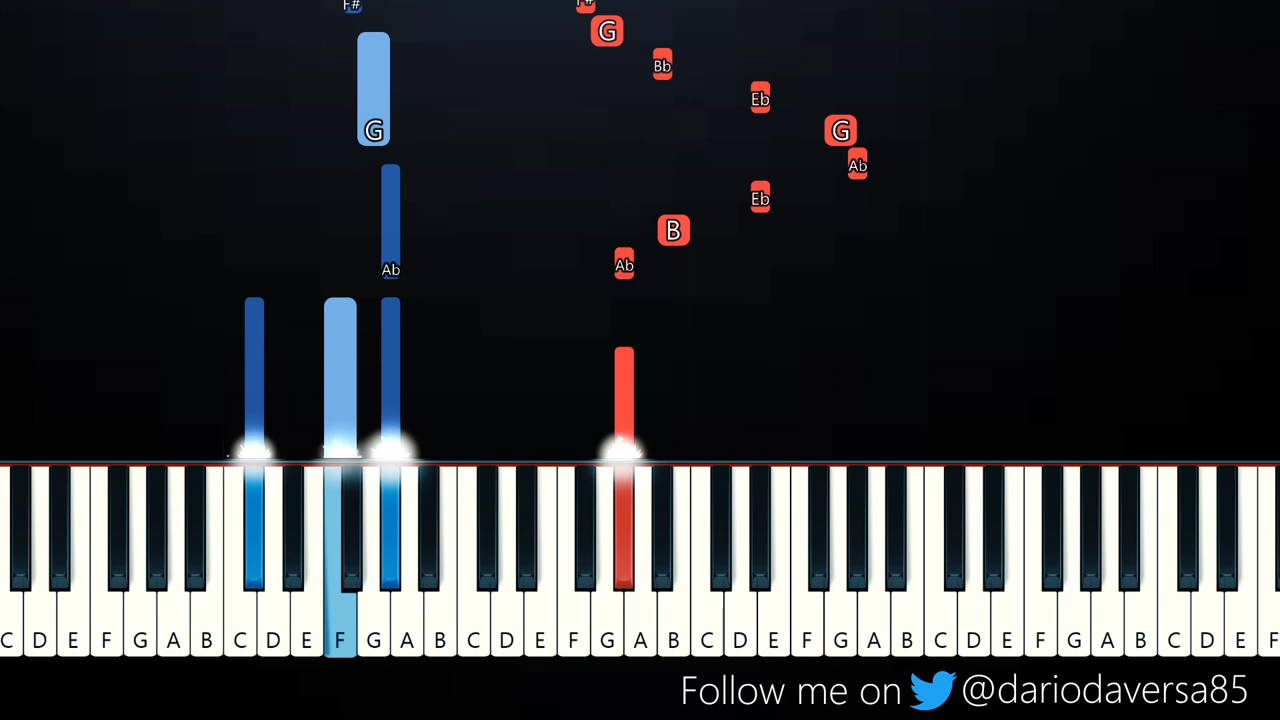 F# F#
G
Bb
Eb
G G
Ab
Eb
B
Ab Ab
C D E F G A B C D E F G A B C D E F G A B C D E F G A B C D E F G A B C D E F
Follow me on @dariodaversa85